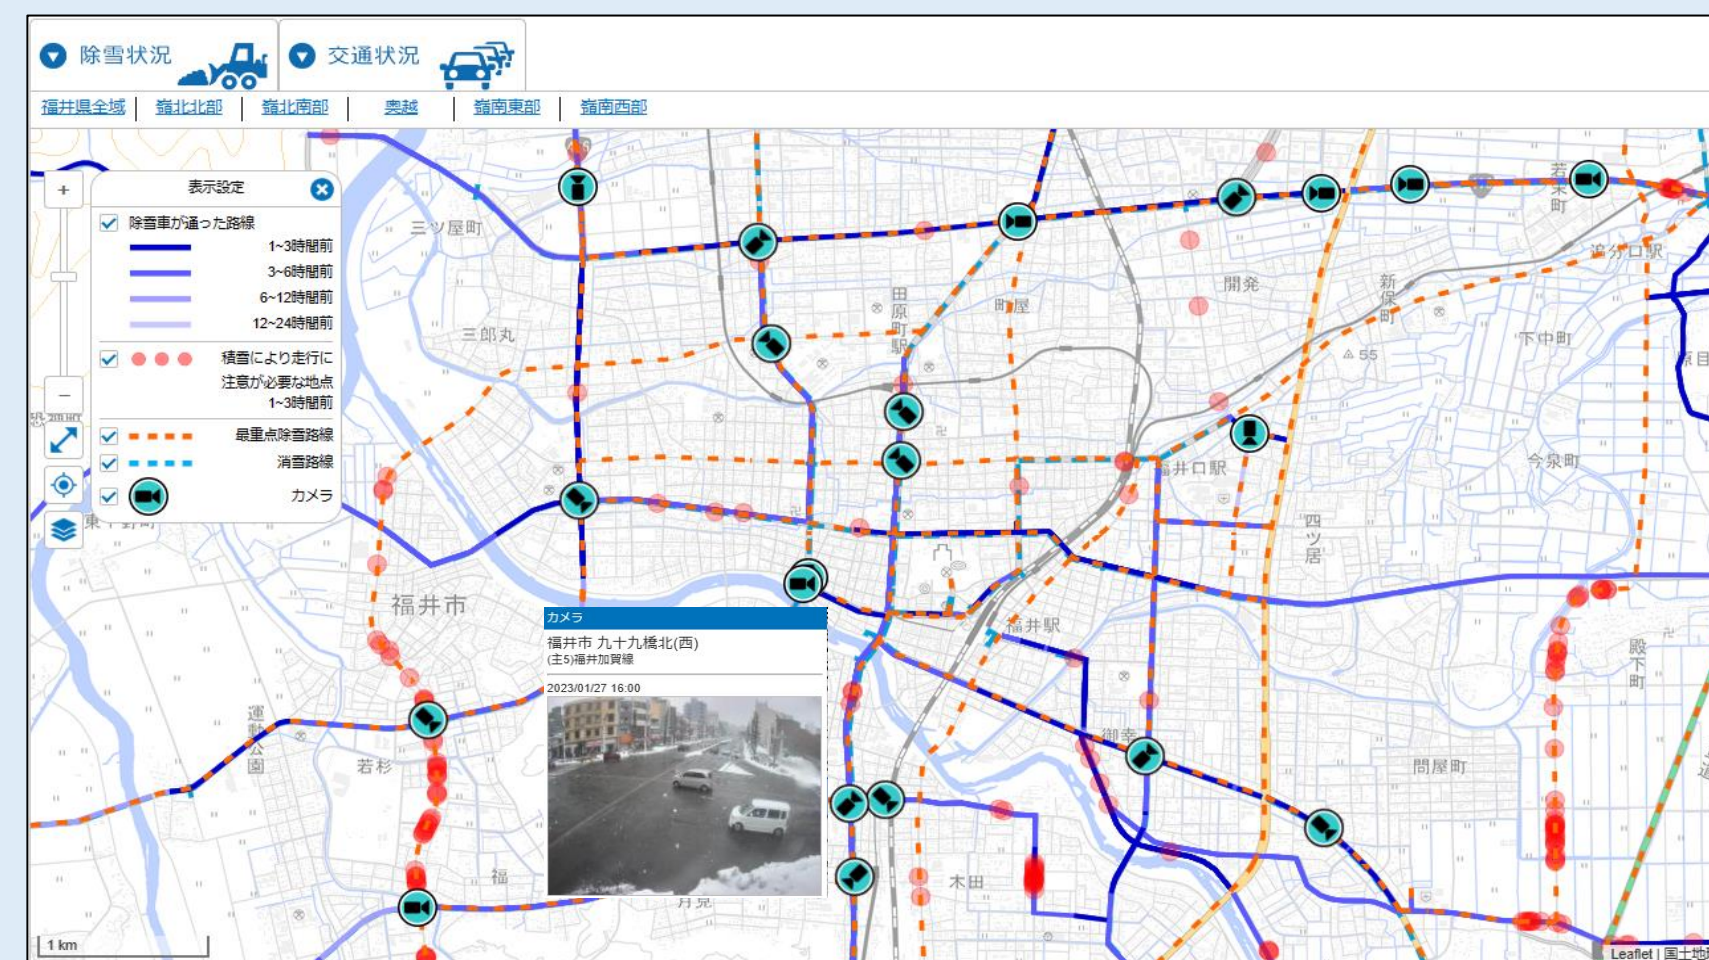 除雪状況
交通状況
福井県全域
嶺北北部
嶺北南部
奥越
嶺南東部
嶺南西部
+
表示設定
除雪車が通った路線
1~3時間前
3~6時間前
6~12時間前
12~24時間前
積雪により走行に
注意が必要な地点
1~3時間前
最重点除雪路線
消雪路線
カメラ
−
三ツ屋町
三郎丸
田原町駅
町屋
開発
新保町
若栄町
追分口駅
下中町
55
福井口駅
今泉町
四ツ居
福井市
福井駅
殿下町
運動公園
若杉
御幸
問屋町
福
月見
木田
カメラ
福井市 九十九橋北(西)
(主5)福井加賀線
2023/01/27 16:00
1 km
Leaflet | 国土地